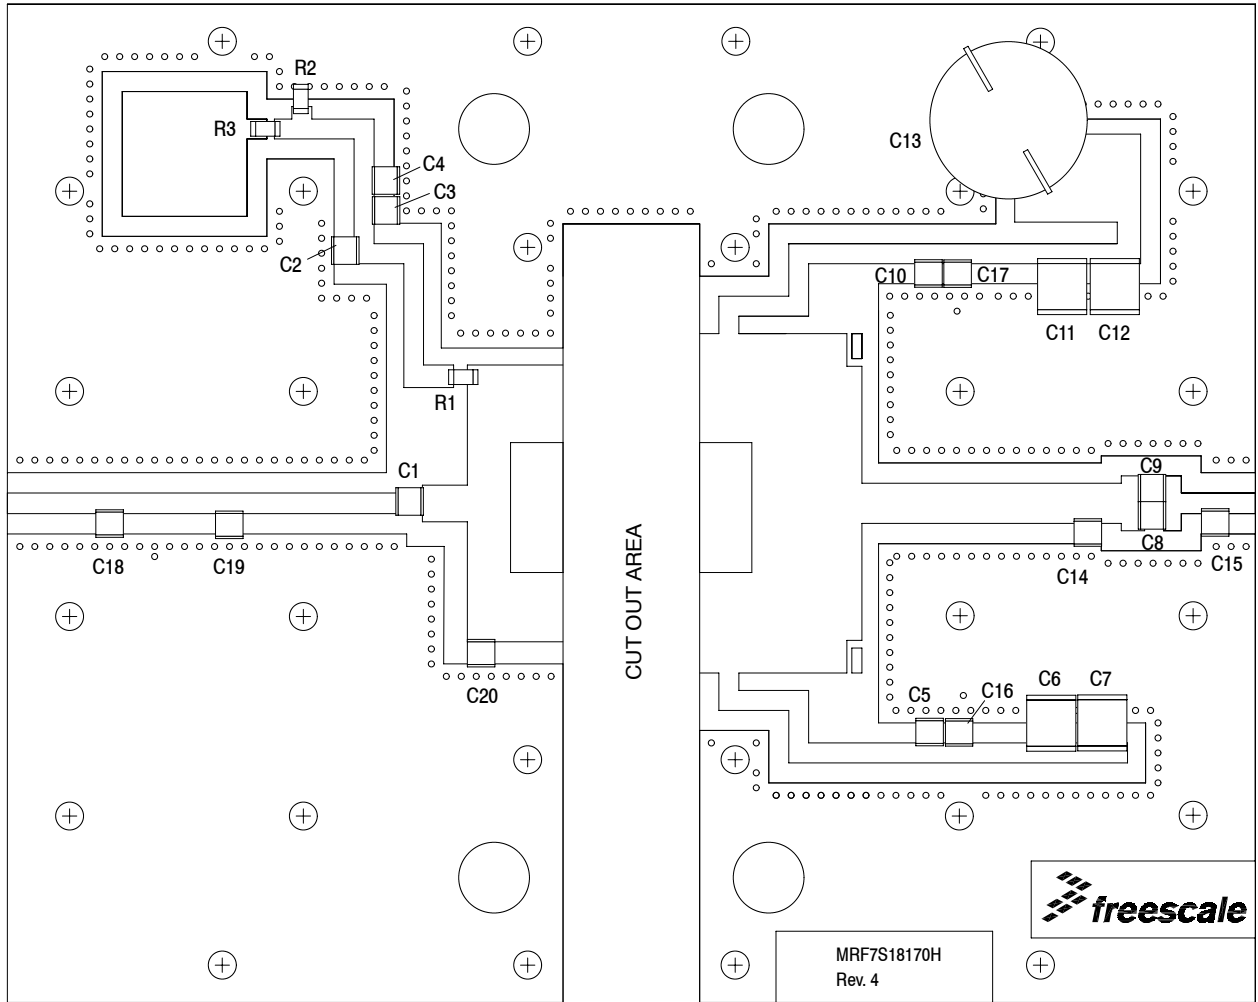 R2
R3
C13
C4
C3
C2
C10
C17
C11
C12
R1
C1
C9
C18
C19
C14
C8
C15
CUT OUT AREA
C20
C5
C16
C6
C7
freescale
MRF7S18170H
Rev. 4